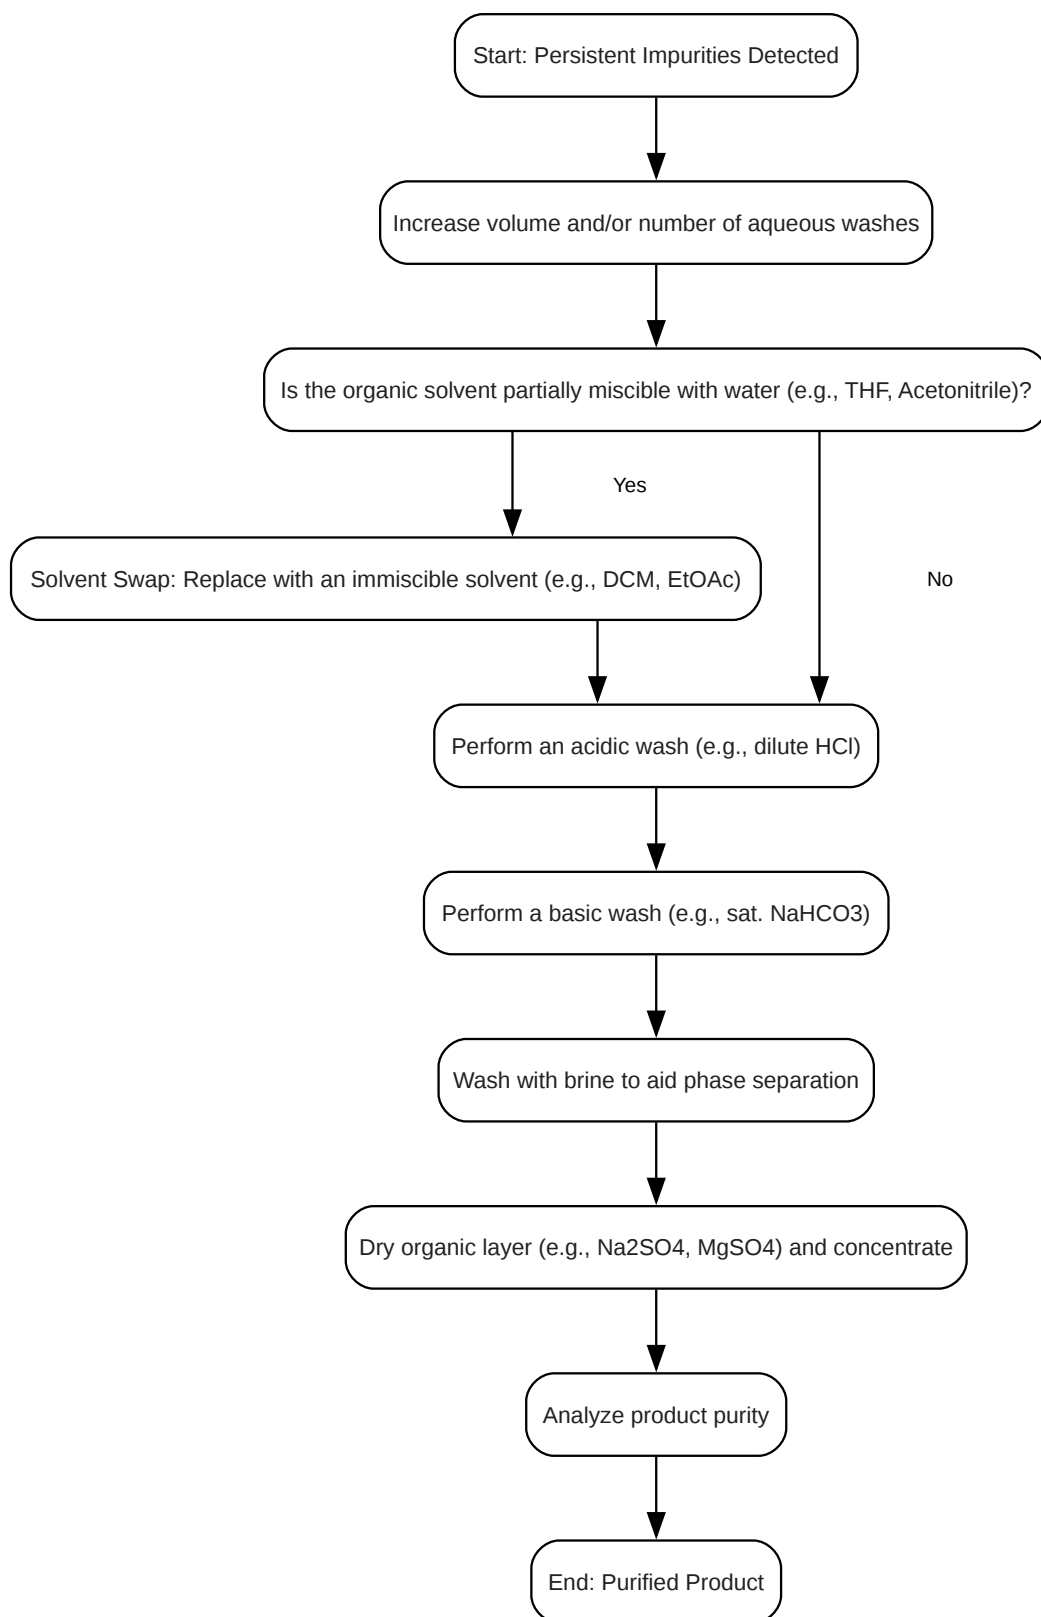 Start: Persistent Impurities Detected
Increase volume and/or number of aqueous washes
Is the organic solvent partially miscible with water (e.g., THF, Acetonitrile)?
Yes
Solvent Swap: Replace with an immiscible solvent (e.g., DCM, EtOAc)
No
Perform an acidic wash (e.g., dilute HCl)
Perform a basic wash (e.g., sat. NaHCO3)
Wash with brine to aid phase separation
Dry organic layer (e.g., Na2SO4, MgSO4) and concentrate
Analyze product purity
End: Purified Product